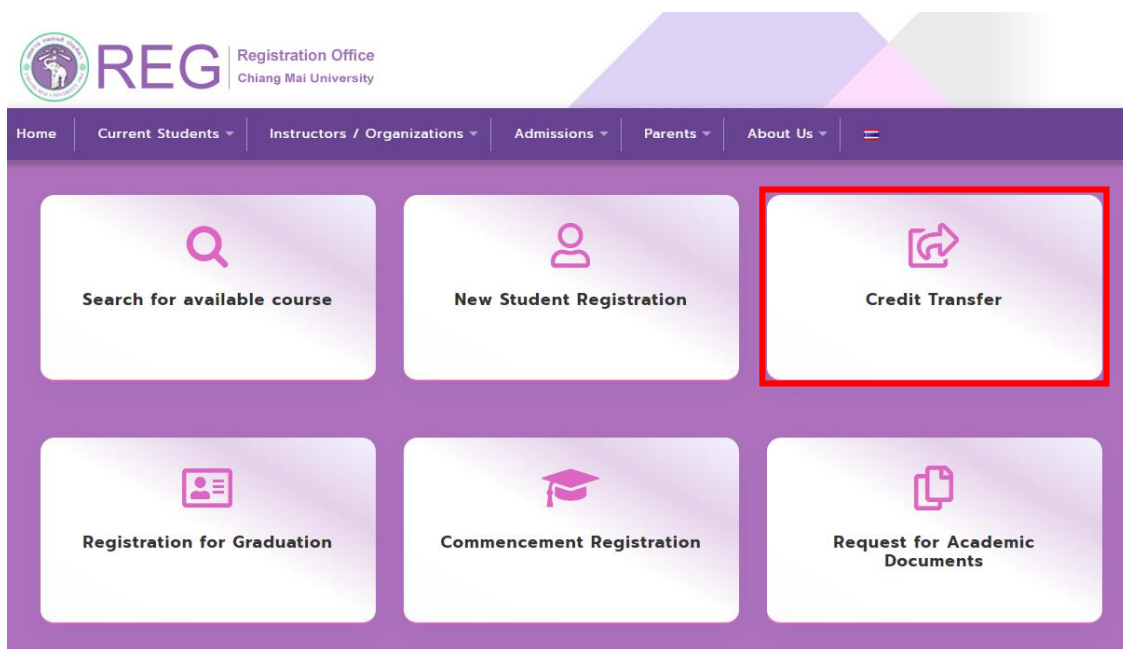 REG
Registration Office
Chiang Mai University
Home
Current Students
Instructors / Organizations
Admissions
Parents
About Us
Search for available course
New Student Registration
Credit Transfer
Registration for Graduation
Commencement Registration
Request for Academic
Documents